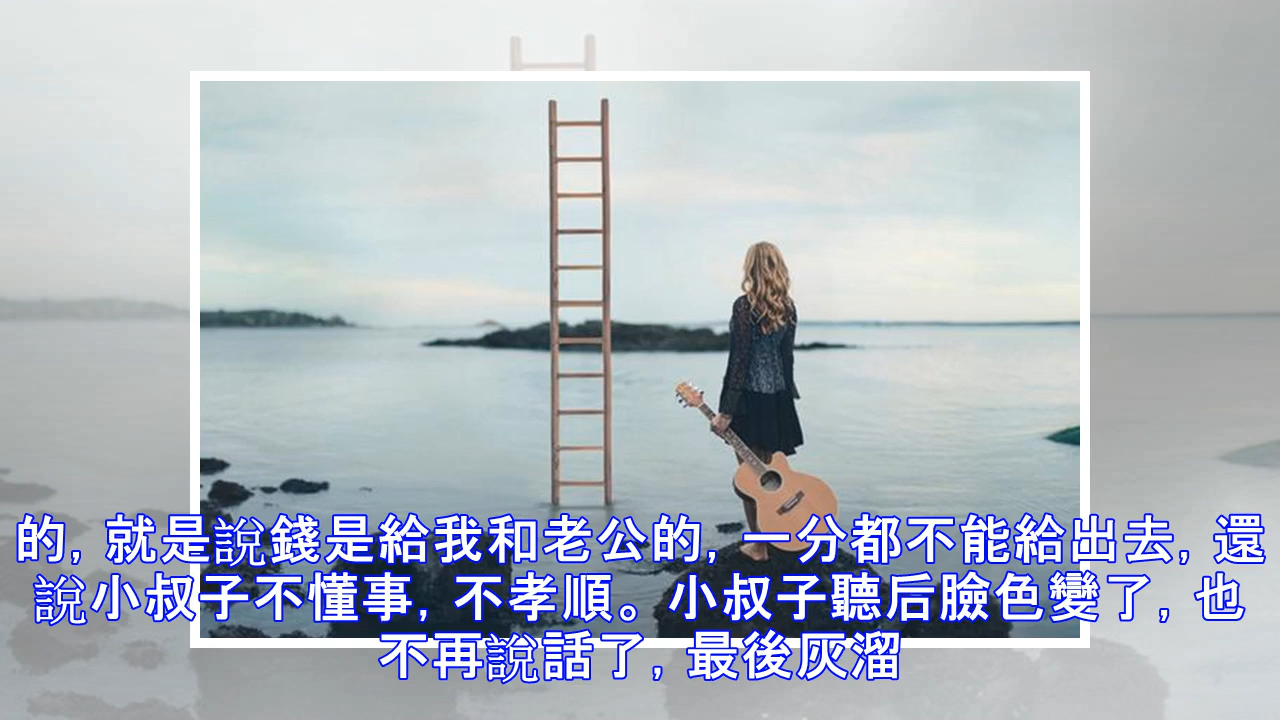 的, 就是說錢是給我和老公的, 一分都不能給出去, 還
說小叔子不懂事, 不孝順。小叔子聽后臉色變了, 也
不再說話了, 最後灰溜